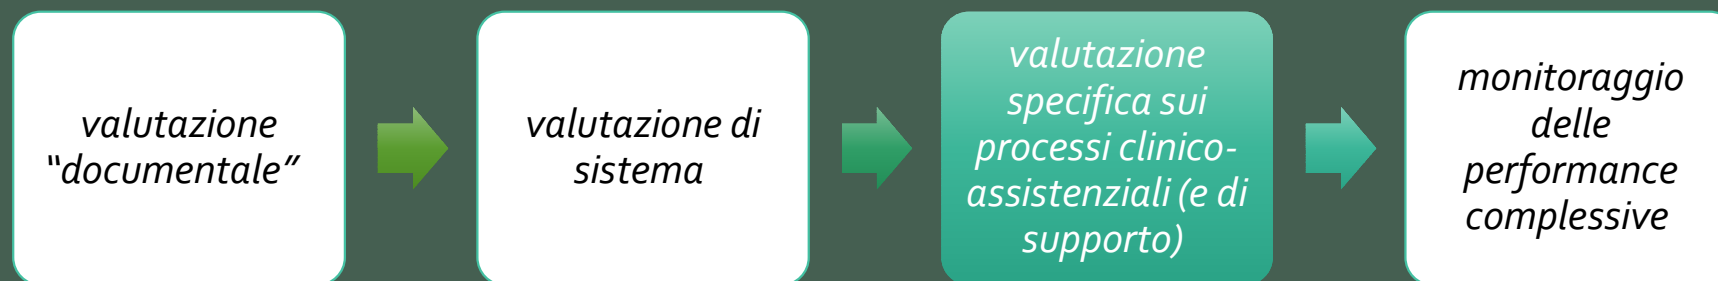 valutazione
“documentale”
valutazione di
sistema
valutazione
specifica sui
processi clinico-
assistenziali (e di
supporto)
monitoraggio
delle
performance
complessive